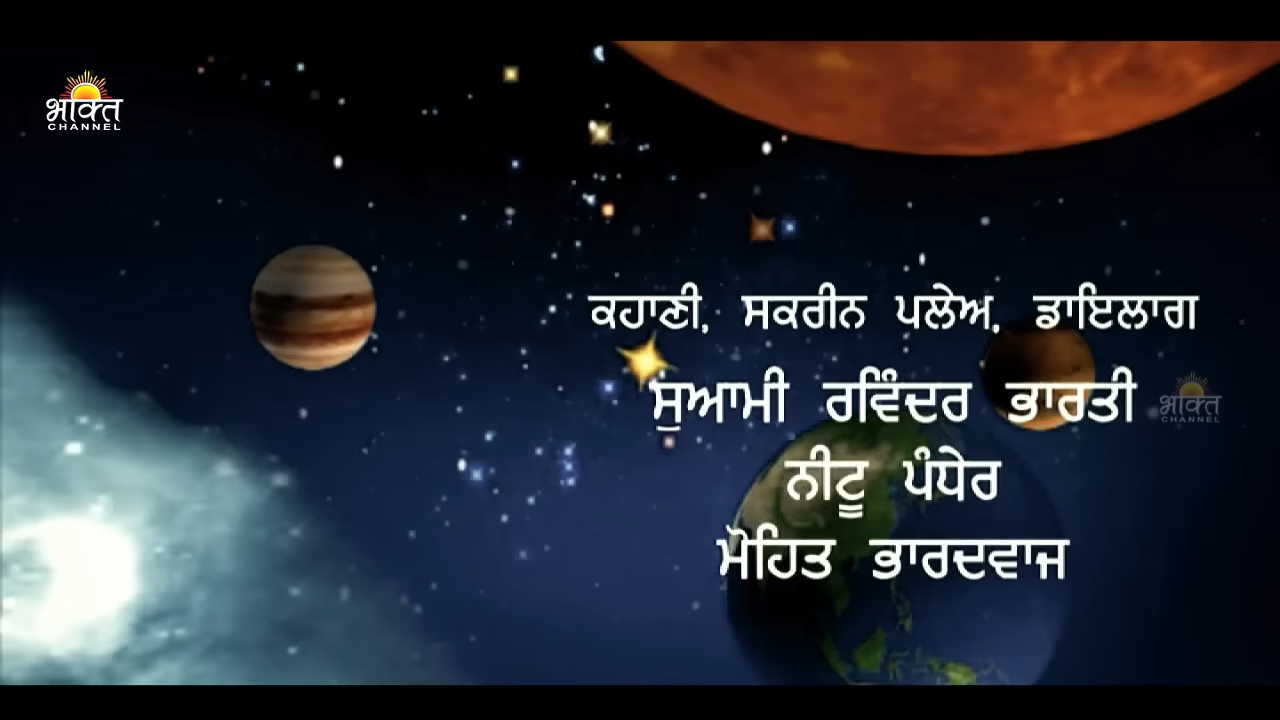 भक्ति
CHANNEL
ਕਹਾਣੀ, ਸਕਰੀਨ ਪਲੇਅ, ਡਾਇਲਾਗ
ਸੁਆਮੀ ਰਵਿੰਦਰ ਭਾਰਤੀ
भक्ति
CHANNEL
ਨੀਟੂ ਪੰਧੇਰ
ਮੋਹਿਤ ਭਾਰਦਵਾਜ